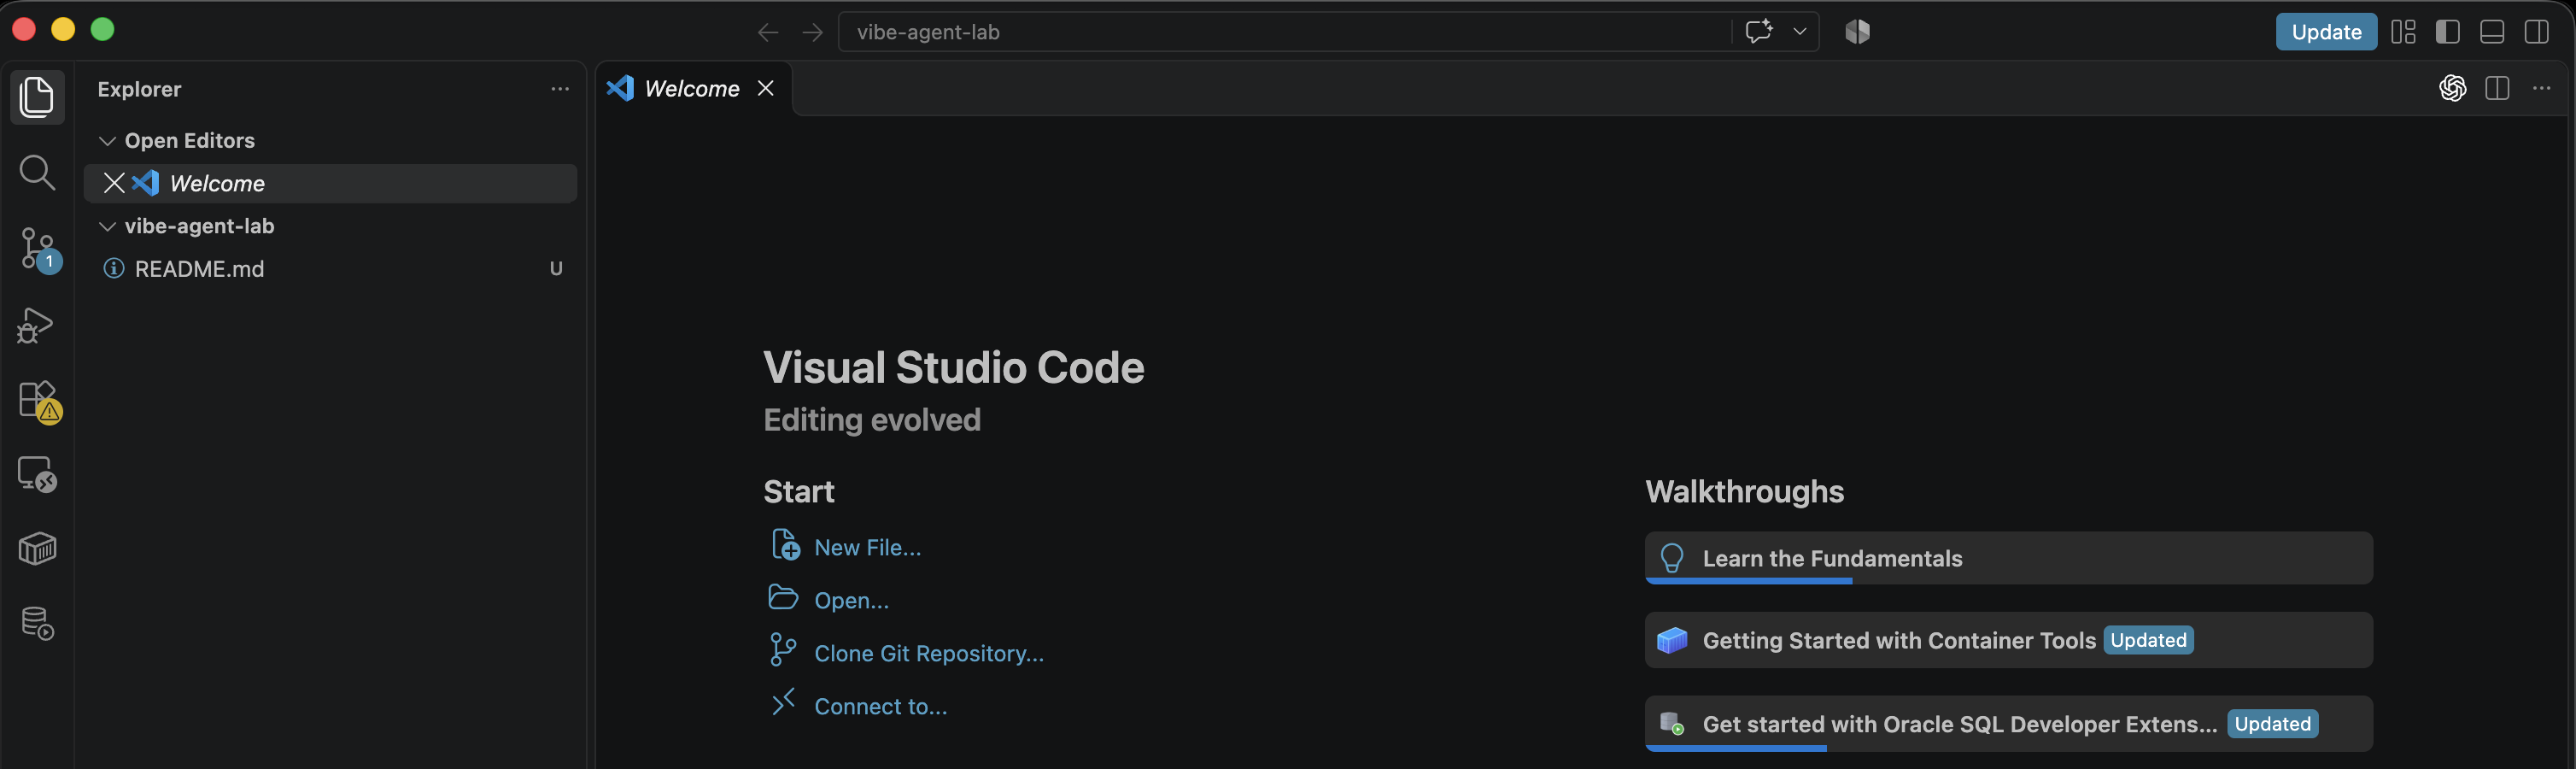 vibe-agent-lab
Update
Explorer
Welcome
Open Editors
Welcome
vibe-agent-lab
README.md U
1
Visual Studio Code
Editing evolved
Start
New File...
Open...
Clone Git Repository...
Connect to...
Walkthroughs
Learn the Fundamentals
Getting Started with Container Tools Updated
Get started with Oracle SQL Developer Extens... Updated